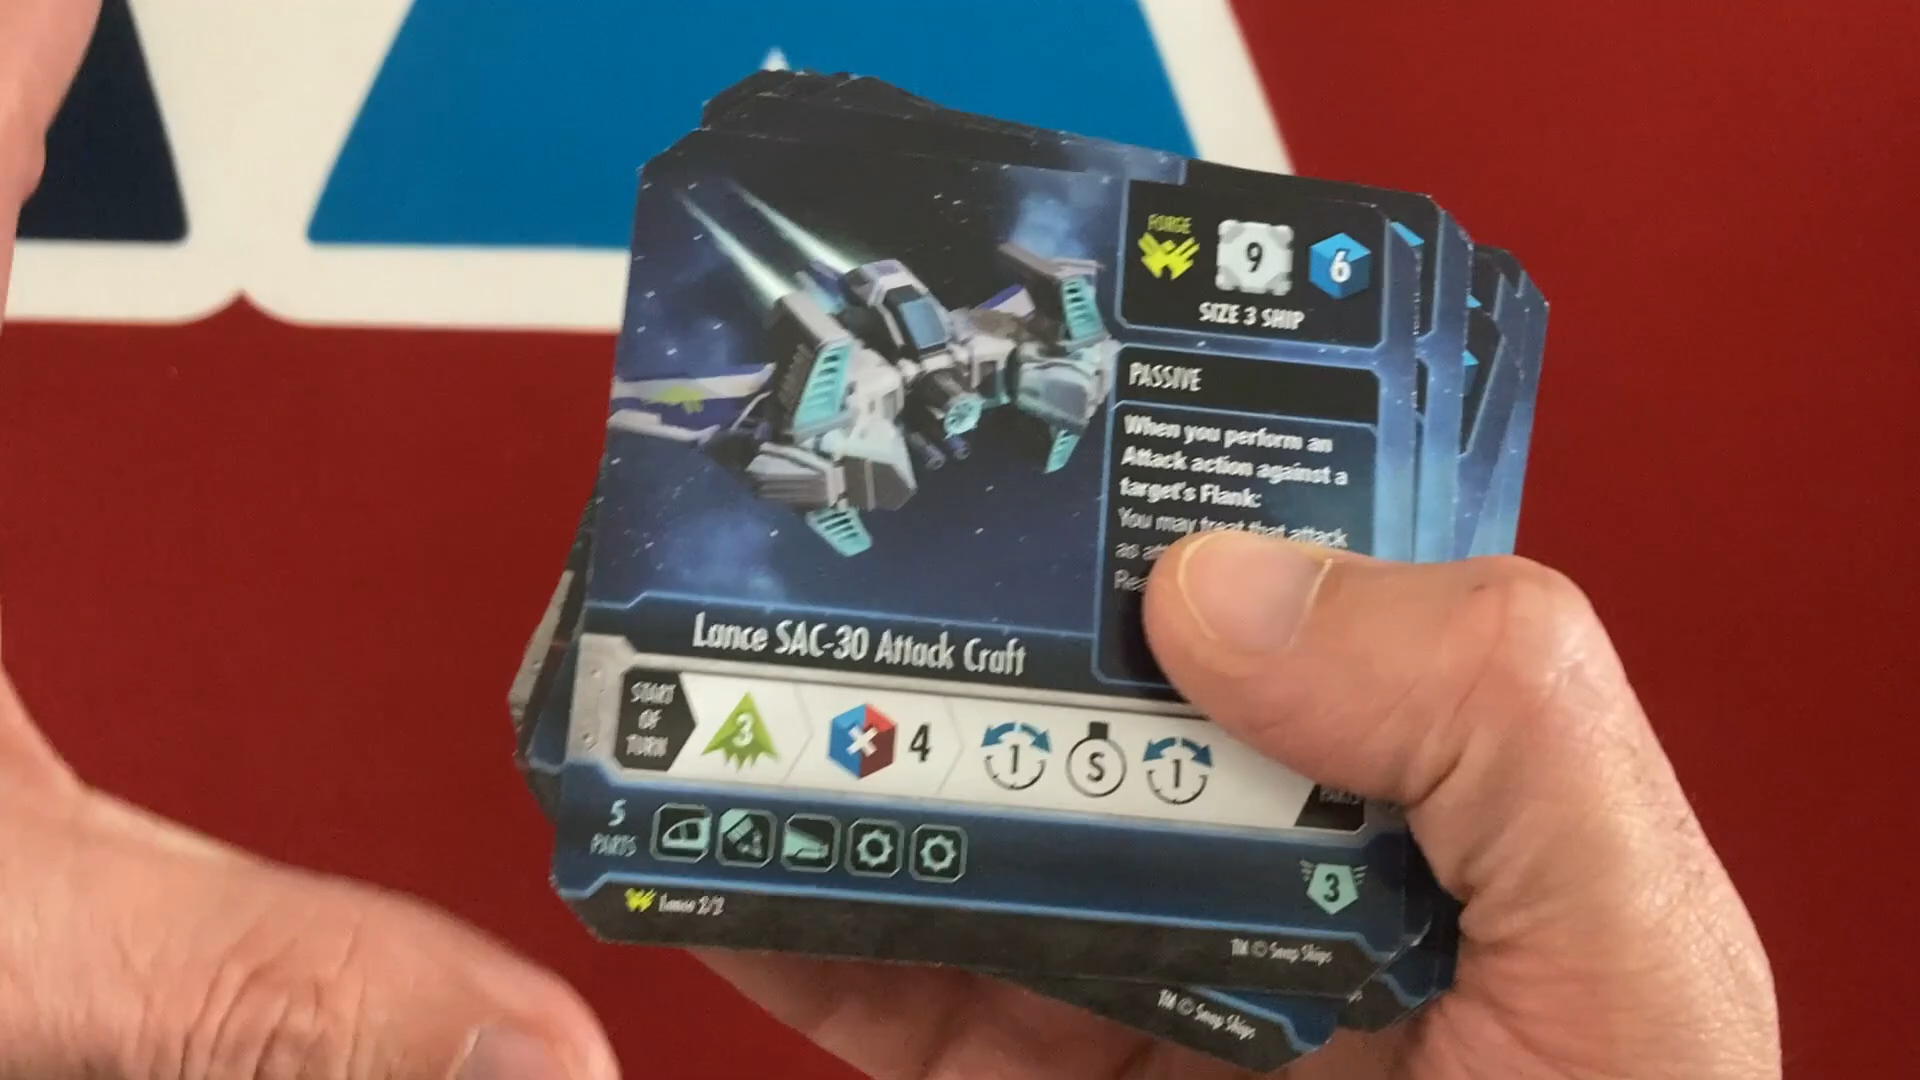 FORGE
9
6
SIZE 3 SHIP
PASSIVE
When you perform an
Attack action against a
target's Flank:
You may treat that attack
as
Lance SAC-30 Attack Craft
START
OF
TURN
3
4
1
S
1
PARTS
5
PARTS
3
Lance 2/2
TM © Snap Ships
TM © Snap Ships